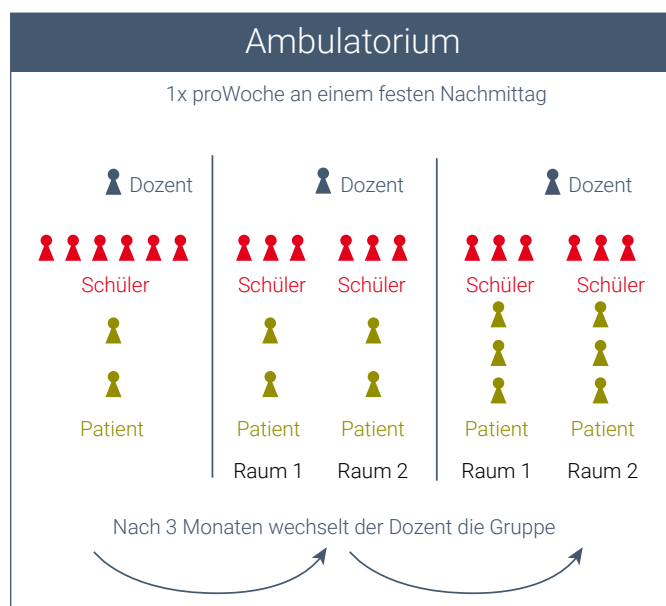 Ambulatorium
1x proWoche an einem festen Nachmittag
Dozent Dozent Dozent
Schüler Schüler Schüler Schüler Schüler
Patient Patient Patient Patient Patient
Raum 1 Raum 2 Raum 1 Raum 2
Nach 3 Monaten wechselt der Dozent die Gruppe